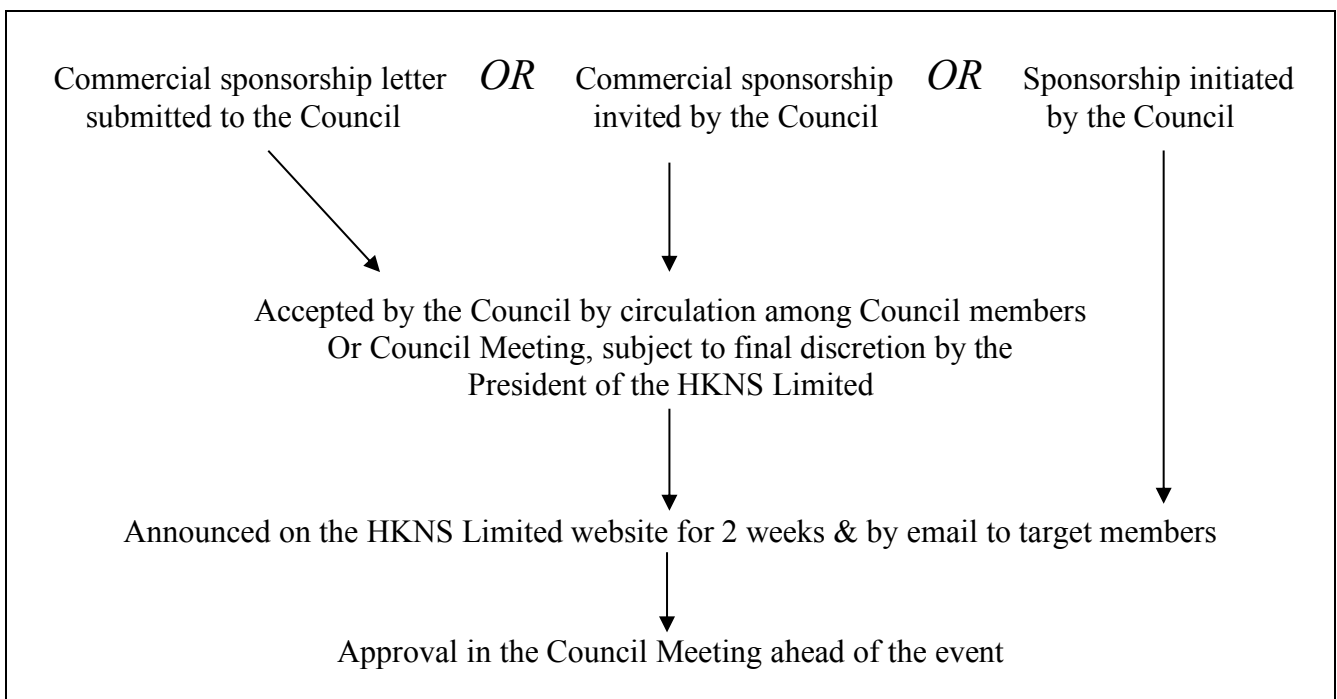 Commercial sponsorship letter OR Commercial sponsorship OR Sponsorship initiated
submitted to the Council invited by the Council by the Council
Accepted by the Council by circulation among Council members
Or Council Meeting, subject to final discretion by the
President of the HKNS Limited
Announced on the HKNS Limited website for 2 weeks & by email to target members
Approval in the Council Meeting ahead of the event